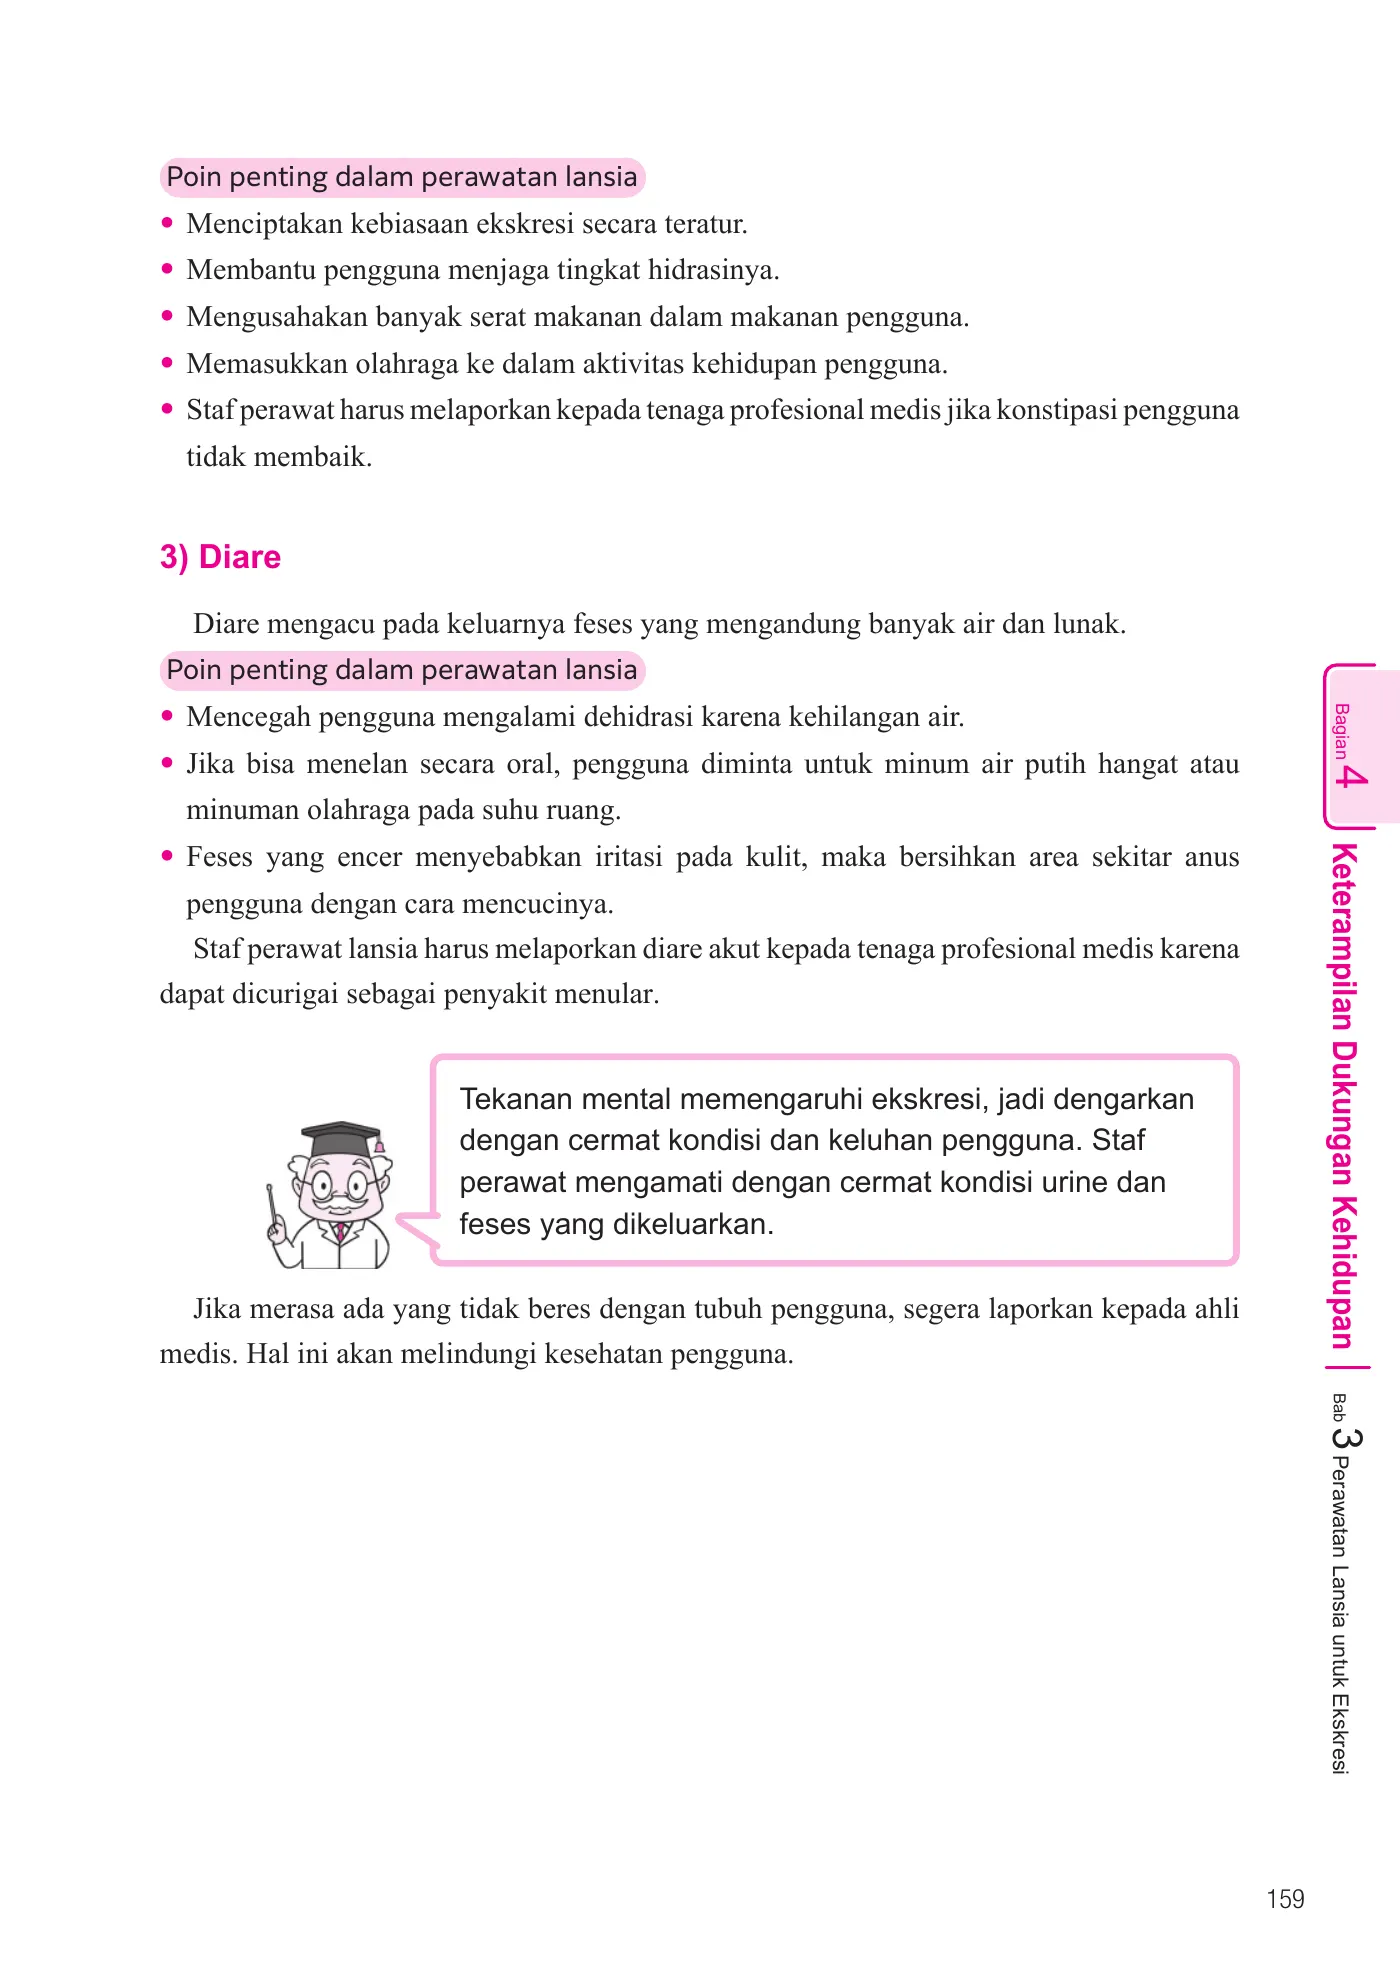 Poin penting dalam perawatan lansia
• Menciptakan kebiasaan ekskresi secara teratur.
• Membantu pengguna menjaga tingkat hidrasinya.
• Mengusahakan banyak serat makanan dalam makanan pengguna.
• Memasukkan olahraga ke dalam aktivitas kehidupan pengguna.
• Staf perawat harus melaporkan kepada tenaga profesional medis jika konstipasi pengguna
tidak membaik.
3) Diare
Diare mengacu pada keluarnya feses yang mengandung banyak air dan lunak.
Poin penting dalam perawatan lansia
• Mencegah pengguna mengalami dehidrasi karena kehilangan air.
• Jika bisa menelan secara oral, pengguna diminta untuk minum air putih hangat atau
minuman olahraga pada suhu ruang.
• Feses yang encer menyebabkan iritasi pada kulit, maka bersihkan area sekitar anus
pengguna dengan cara mencucinya.
Staf perawat lansia harus melaporkan diare akut kepada tenaga profesional medis karena
dapat dicurigai sebagai penyakit menular.
Tekanan mental memengaruhi ekskresi, jadi dengarkan
dengan cermat kondisi dan keluhan pengguna. Staf
perawat mengamati dengan cermat kondisi urine dan
feses yang dikeluarkan.
Jika merasa ada yang tidak beres dengan tubuh pengguna, segera laporkan kepada ahli
medis. Hal ini akan melindungi kesehatan pengguna.
Bagian 4
Keterampilan Dukungan Kehidupan
Bab 3 Perawatan Lansia untuk Ekskresi
159